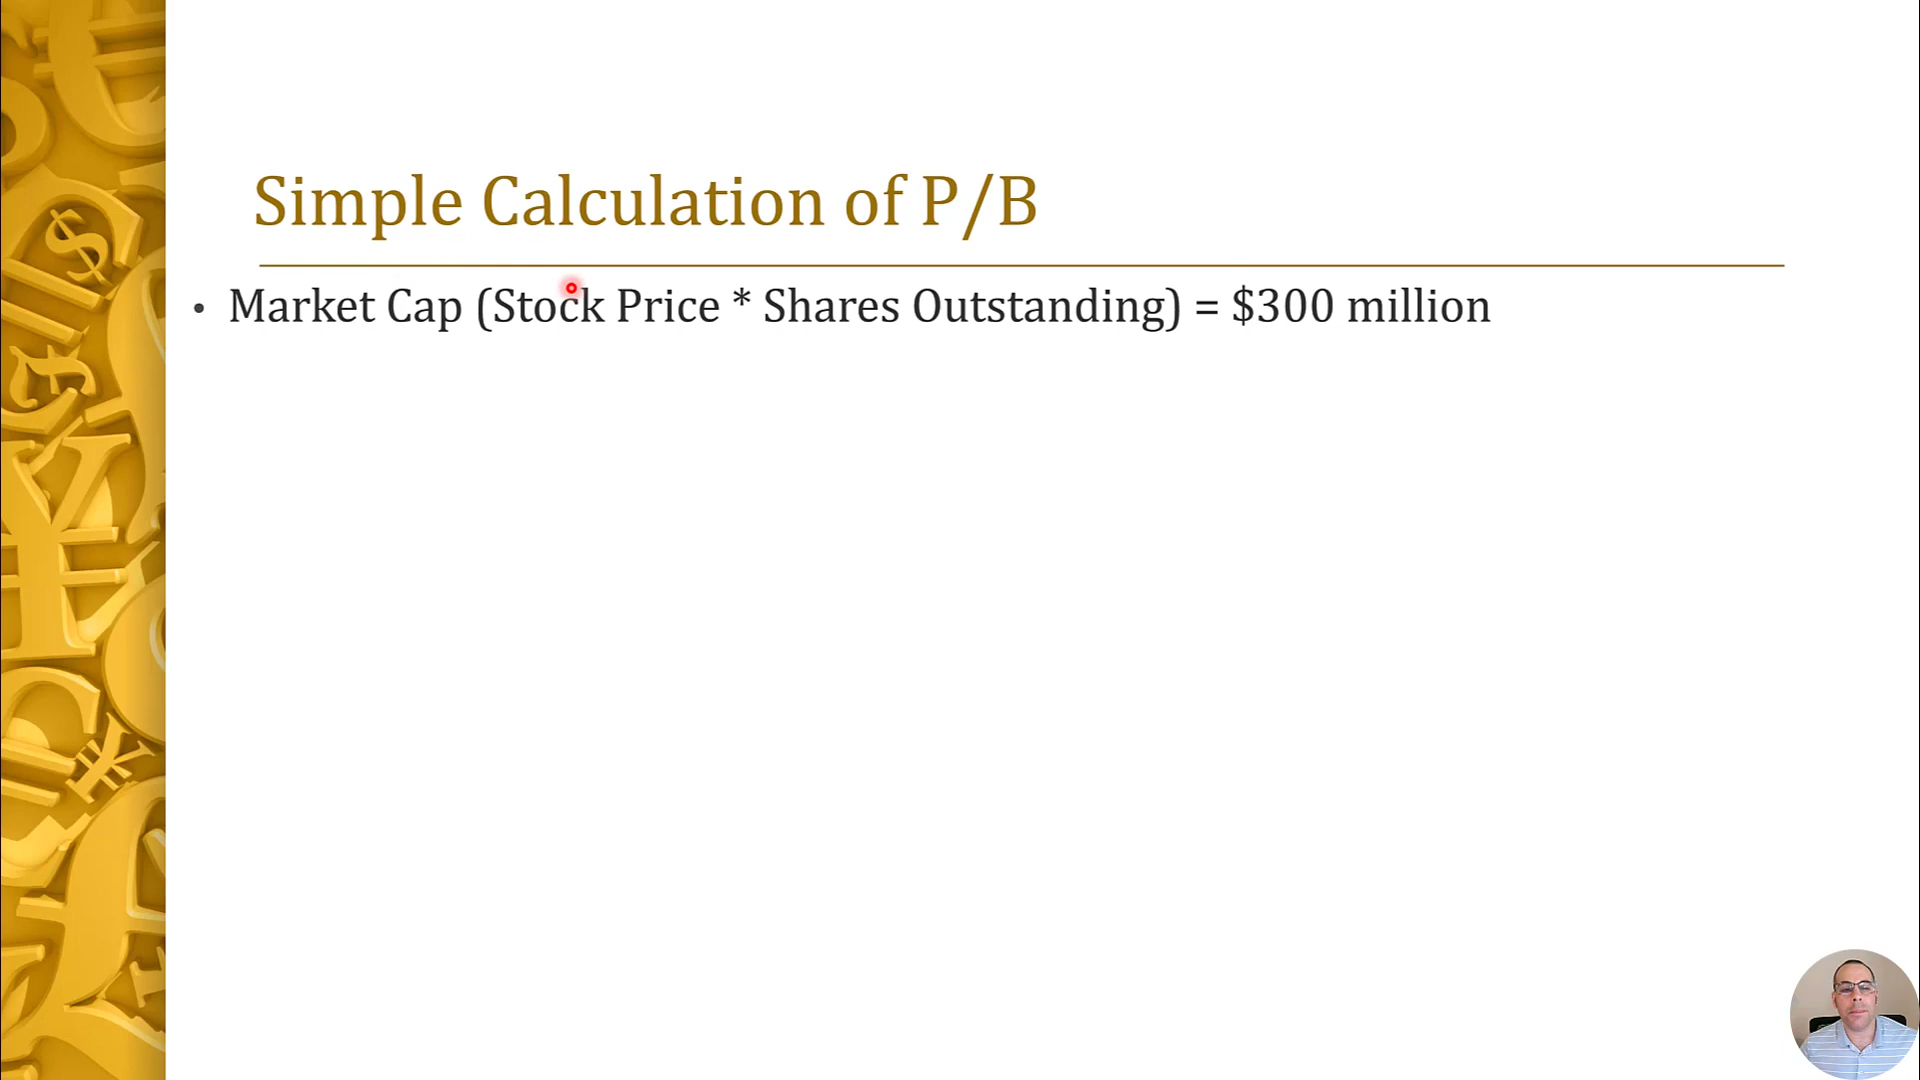 Simple Calculation of P/B
• Market Cap (Stock Price * Shares Outstanding) = $300 million